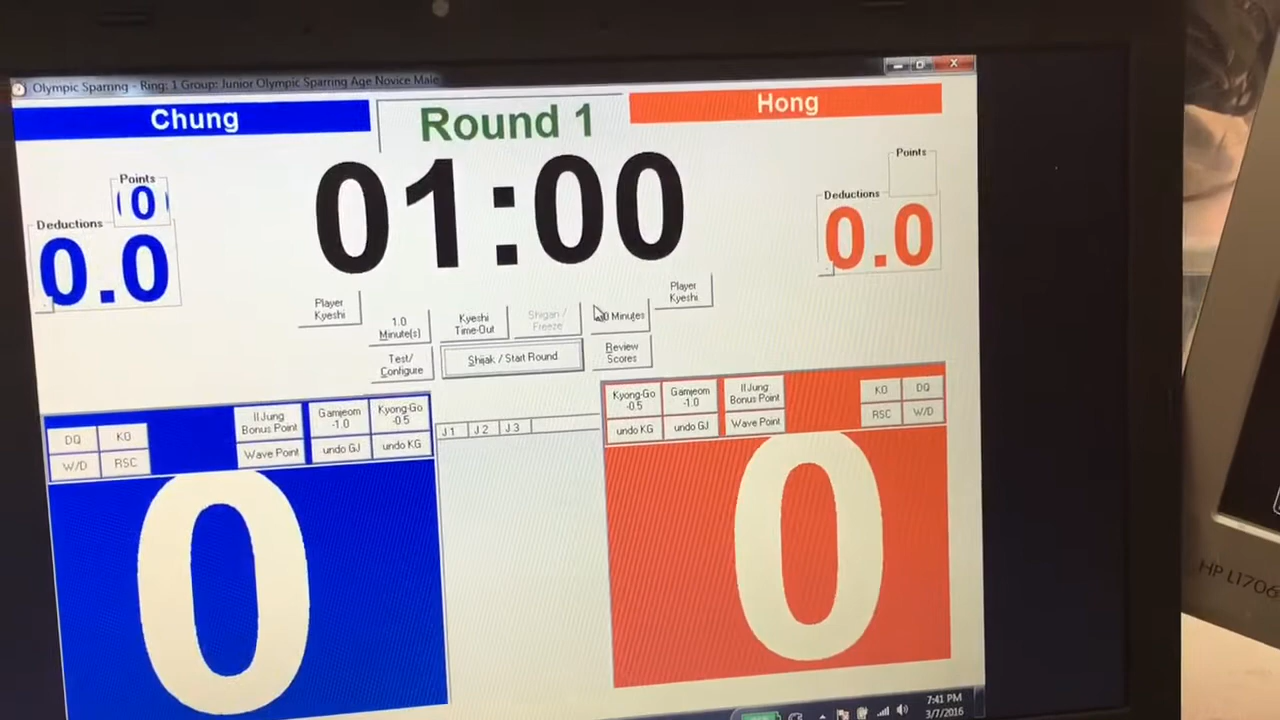 Olympic Sparring - Ring: 1 Group: Junior Olympic Sparring Age Novice Male
Chung
Round 1
Hong
Points
0
Deductions
0.0
01:00
Points
Deductions
0.0
Player
Kyeshi
1.0
Minute(s)
Kyeshi
Time-Out
Shigan /
Freeze
Minutes
Player
Kyeshi
Test/
Configure
Shijak / Start Round
Review
Scores
DQ
KO
W/D
RSC
Il Jung
Bonus Point
Wave Point
Gamjeom
-1.0
undo GJ
Kyong-Go
-0.5
undo KG
J 1
J 2
J 3
Kyong-Go
-0.5
undo KG
Gamjeom
-1.0
undo GJ
Il Jung
Bonus Point
Wave Point
KO
DQ
RSC
W/D
0
0
7:41 PM
3/7/2016
HP L1706